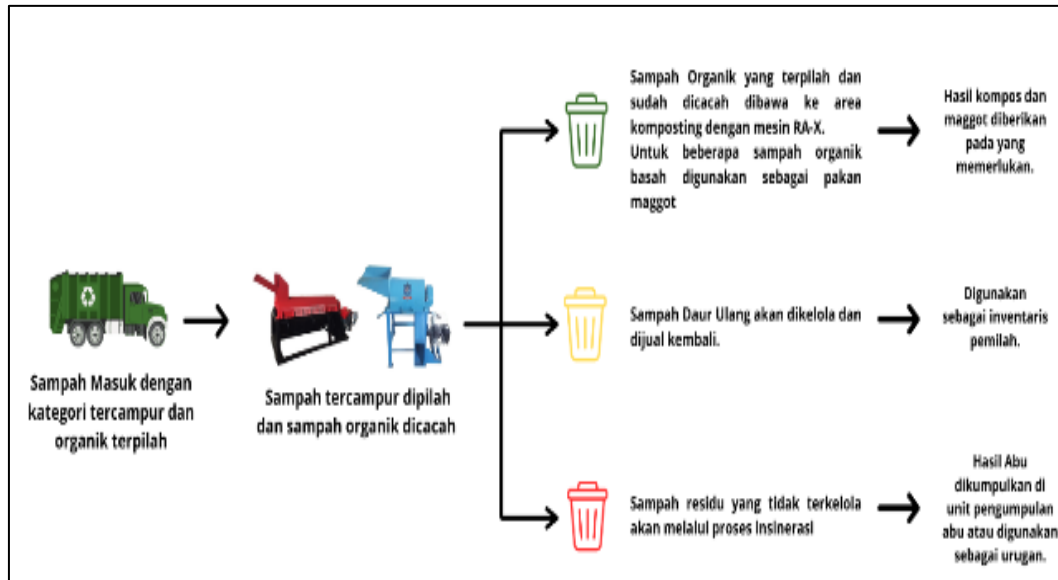 Sampah Masuk dengan
kategori tercampur dan
organik terpilah
Sampah tercampur dipilah
dan sampah organik dicacah
Sampah Organik yang terpilah dan
sudah dicacah dibawa ke area
komposting dengan mesin RA-X.
Untuk beberapa sampah organik
basah digunakan sebagai pakan
maggot
Hasil kompos dan
maggot diberikan
pada yang
memerlukan.
Sampah Daur Ulang akan dikelola dan
dijual kembali.
Digunakan
sebagai inventaris
pemilah.
Sampah residu yang tidak terkelola
akan melalui proses insinerasi
Hasil Abu
dikumpulkan di
unit pengumpulan
abu atau digunakan
sebagai urugan.